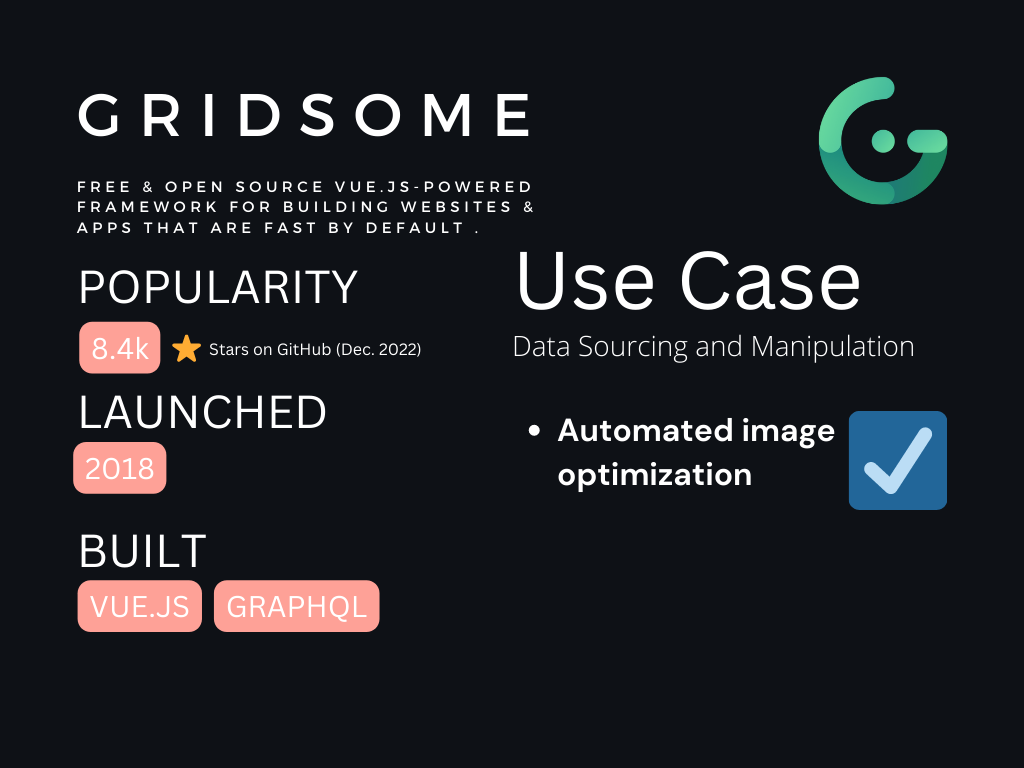 GRIDSOME
FREE & OPEN SOURCE VUE.JS-POWERED
FRAMEWORK FOR BUILDING WEBSITES &
APPS THAT ARE FAST BY DEFAULT .
POPULARITY
8.4k Stars on GitHub (Dec. 2022)
LAUNCHED
2018
BUILT
VUE.JS GRAPHQL
Use Case
Data Sourcing and Manipulation
• Automated image
optimization